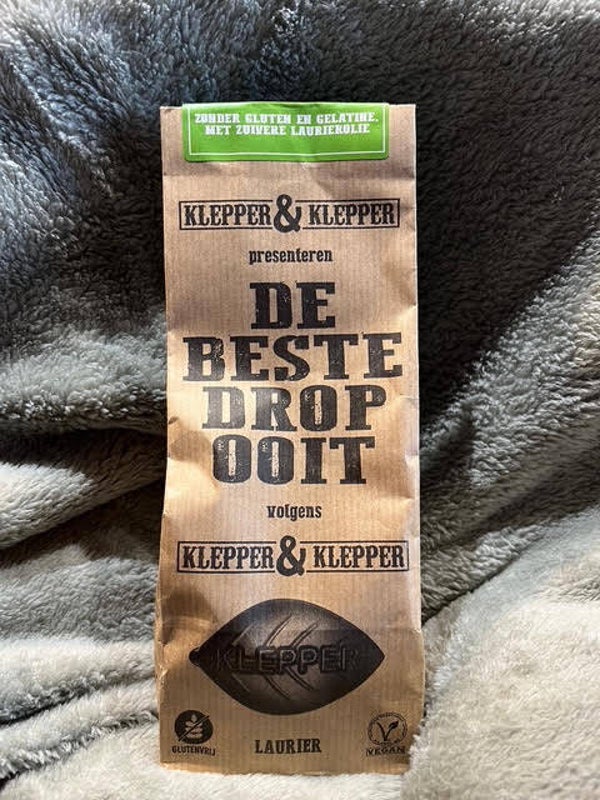 ZONDER GLUTEN EN GELATINE.
MET ZUIVERE LAURIEROLIE
KLEPPER & KLEPPER
presenteren
DE
BESTE
DROP
OOIT
volgens
KLEPPER & KLEPPER
KLEPPER
GLUTENVRIJ
LAURIER
VEGAN